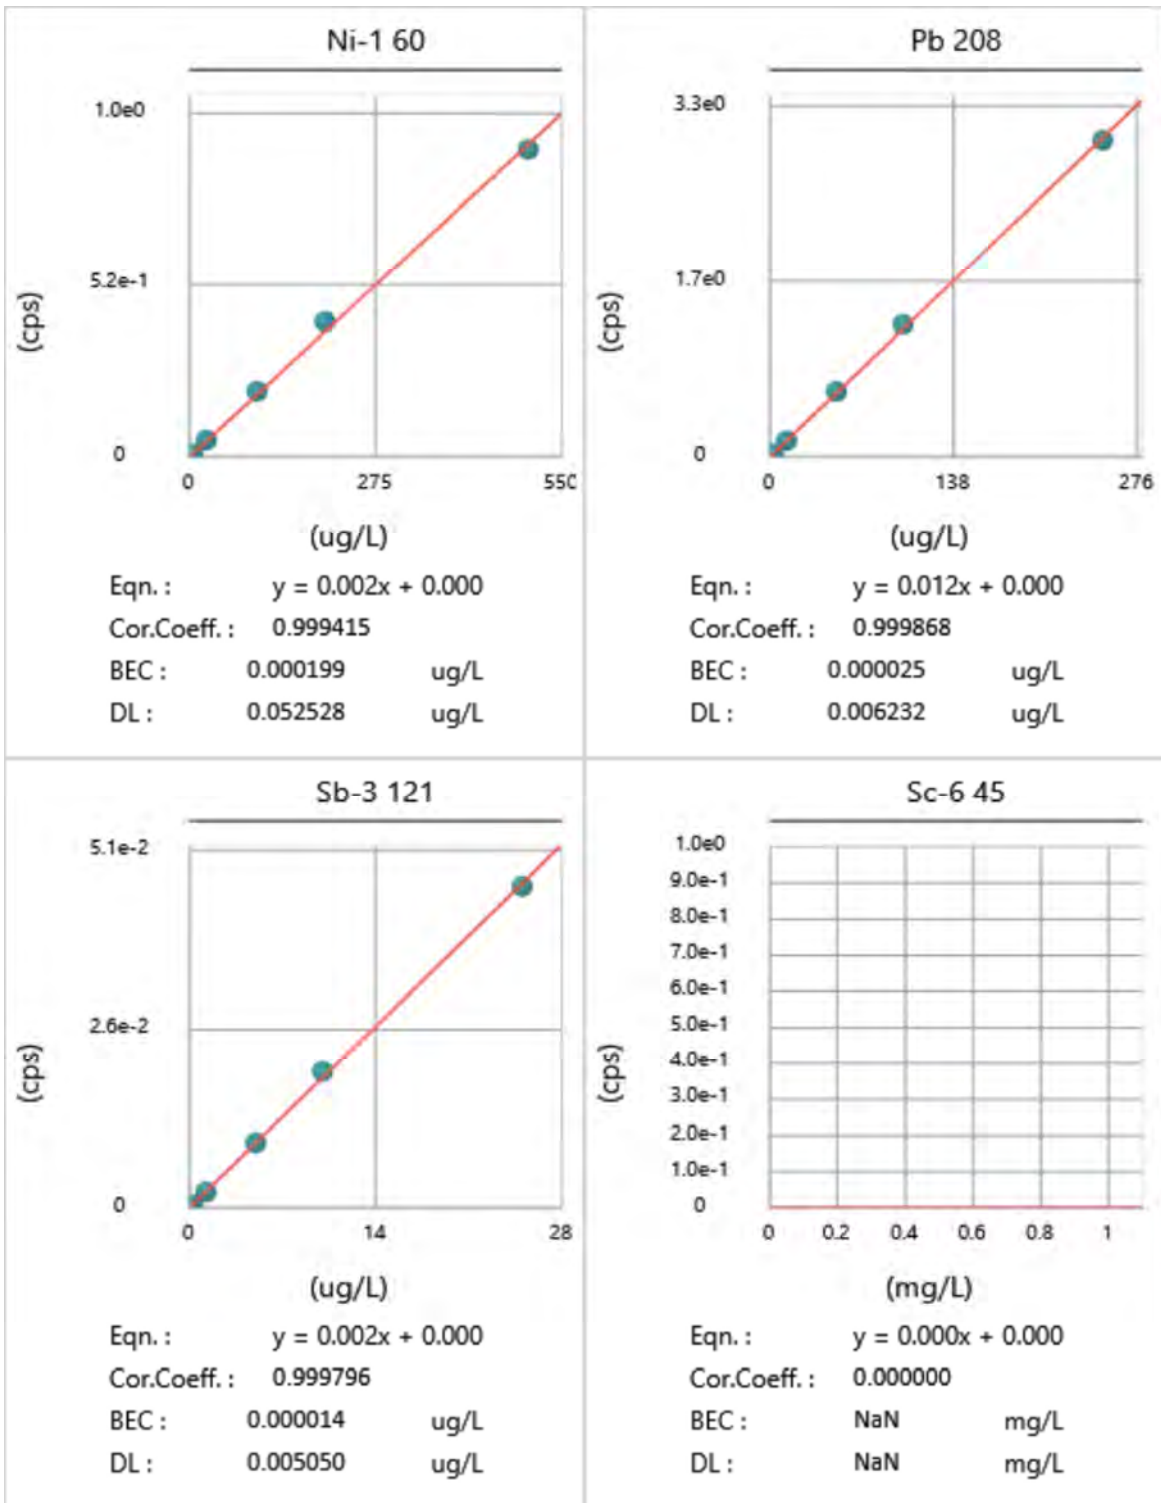 Ni-1 60
1.0e0
5.2e-1
0
(cps)
0 275 550
(ug/L)
Eqn. : y = 0.002x + 0.000
Cor.Coeff. : 0.999415
BEC : 0.000199 ug/L
DL : 0.052528 ug/L
Pb 208
3.3e0
1.7e0
0
(cps)
0 138 276
(ug/L)
Eqn. : y = 0.012x + 0.000
Cor.Coeff. : 0.999868
BEC : 0.000025 ug/L
DL : 0.006232 ug/L
Sb-3 121
5.1e-2
2.6e-2
0
(cps)
0 14 28
(ug/L)
Eqn. : y = 0.002x + 0.000
Cor.Coeff. : 0.999796
BEC : 0.000014 ug/L
DL : 0.005050 ug/L
Sc-6 45
1.0e0
9.0e-1
8.0e-1
7.0e-1
6.0e-1
5.0e-1
4.0e-1
3.0e-1
2.0e-1
1.0e-1
0
(cps)
0 0.2 0.4 0.6 0.8 1
(mg/L)
Eqn. : y = 0.000x + 0.000
Cor.Coeff. : 0.000000
BEC : NaN mg/L
DL : NaN mg/L